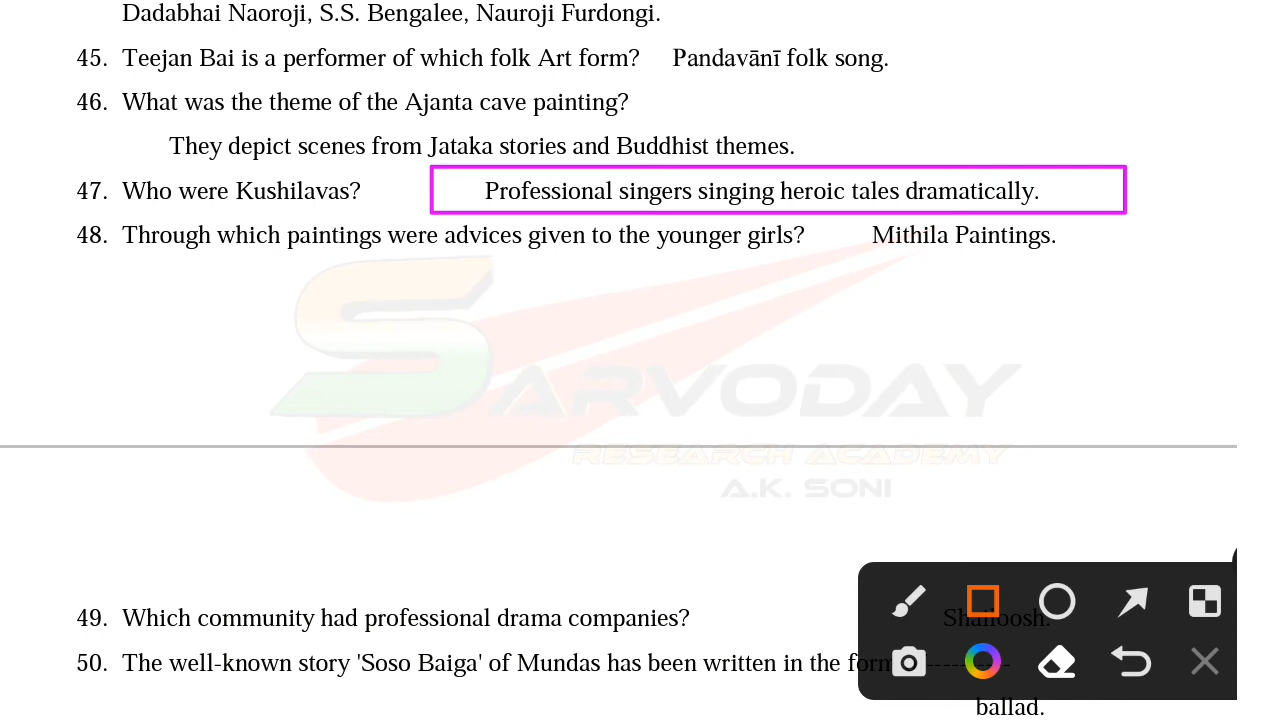 Dadabhai Naoroji, S.S. Bengalee, Nauroji Furdongi.
45. Teejan Bai is a performer of which folk Art form? Pandavānī folk song.
46. What was the theme of the Ajanta cave painting?
They depict scenes from Jataka stories and Buddhist themes.
47. Who were Kushilavas? Professional singers singing heroic tales dramatically.
48. Through which paintings were advices given to the younger girls? Mithila Paintings.
SARVODAY
RESEARCH ACADEMY
A.K. SONI
49. Which community had professional drama companies? Shailoosh.
50. The well-known story 'Soso Baiga' of Mundas has been written in the form
ballad.